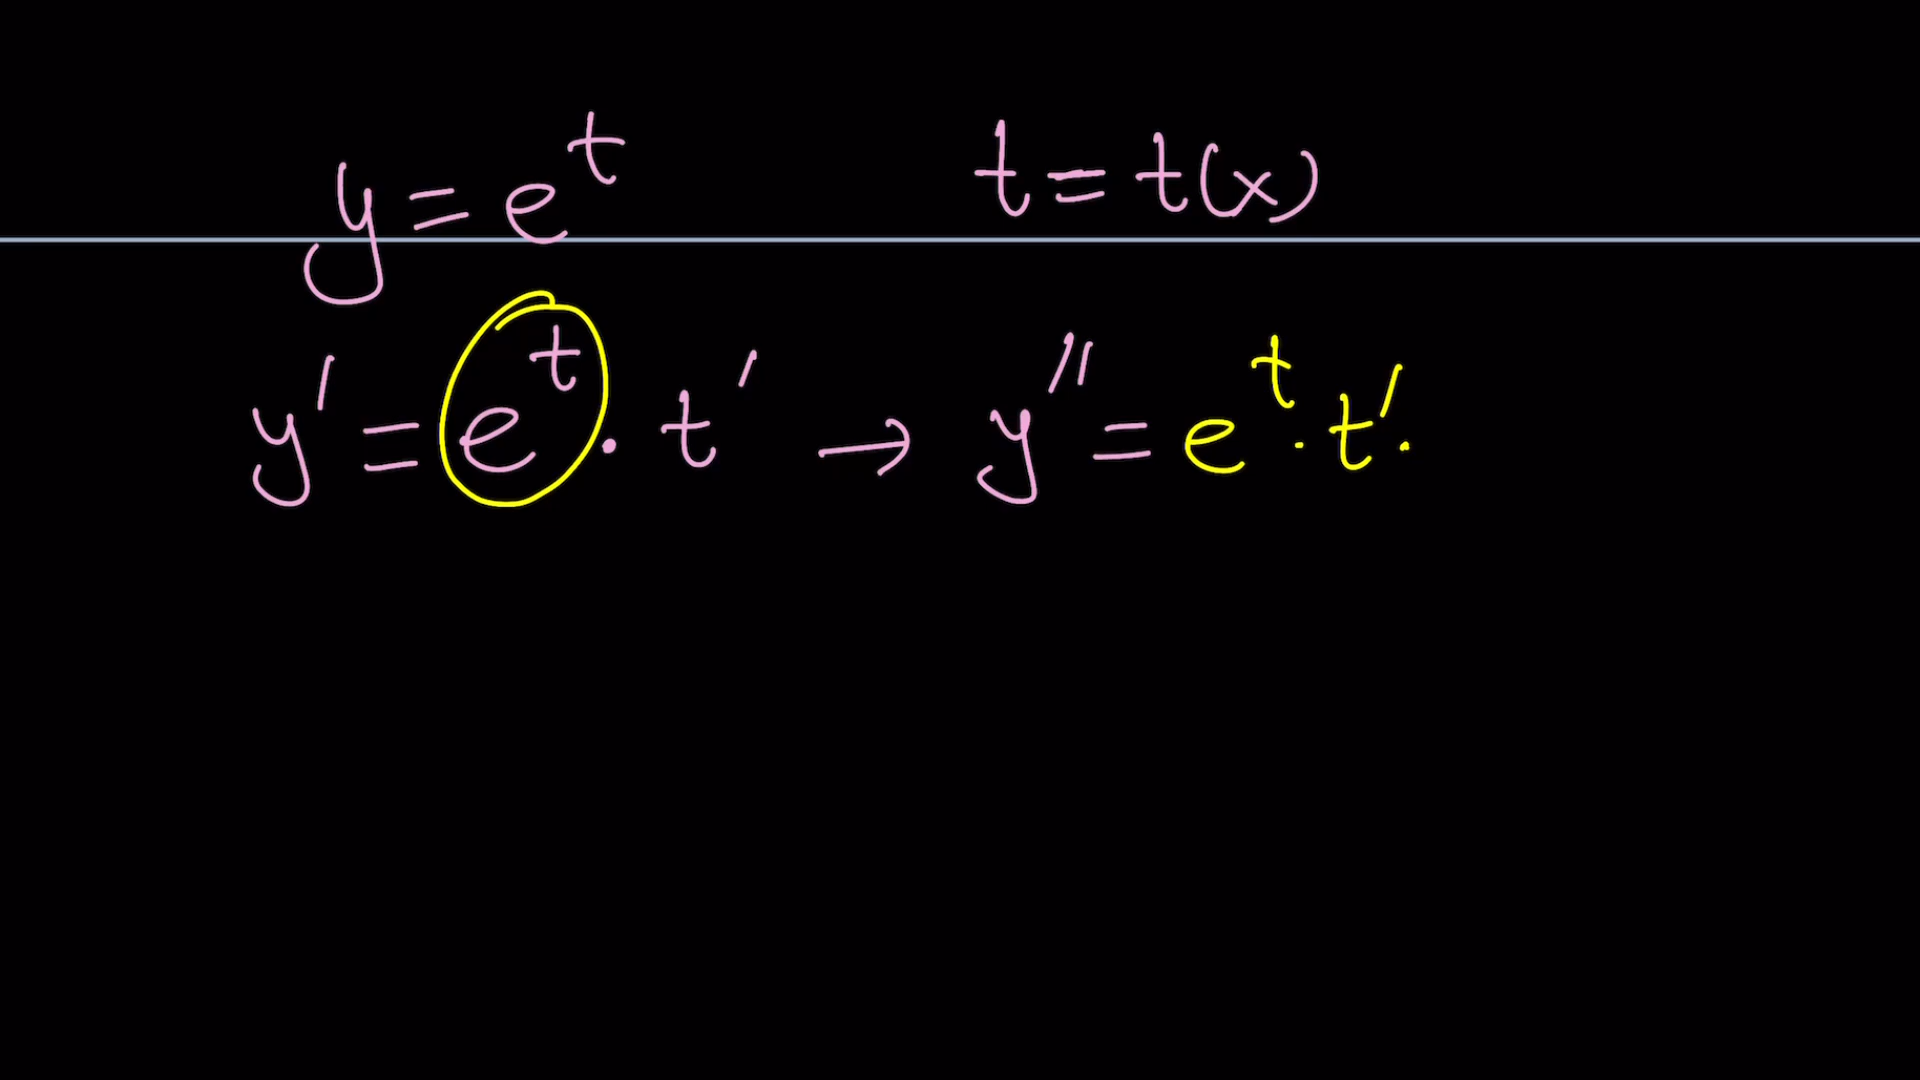 y = e^t t = t(x)
y' = e^t · t' → y'' = e^t · t' ·